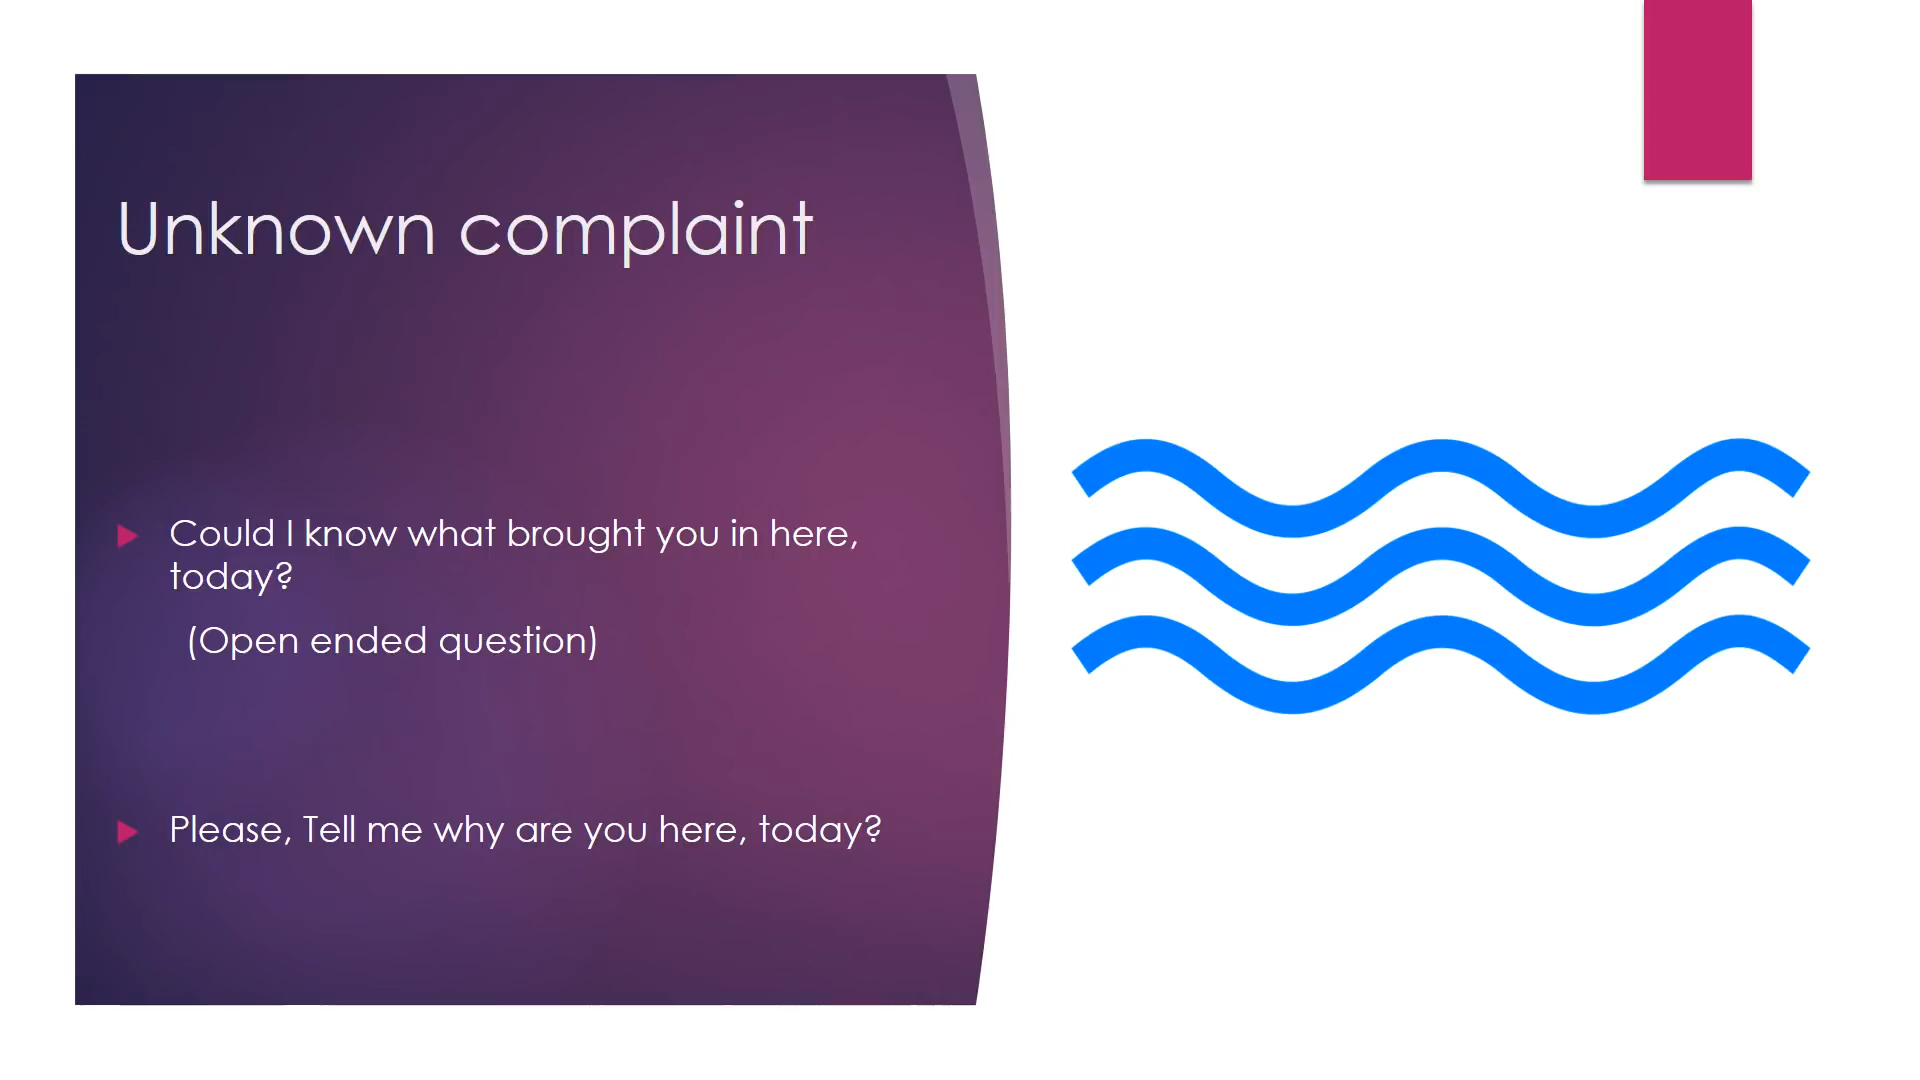 Unknown complaint
Could I know what brought you in here,
today?
(Open ended question)
Please, Tell me why are you here, today?